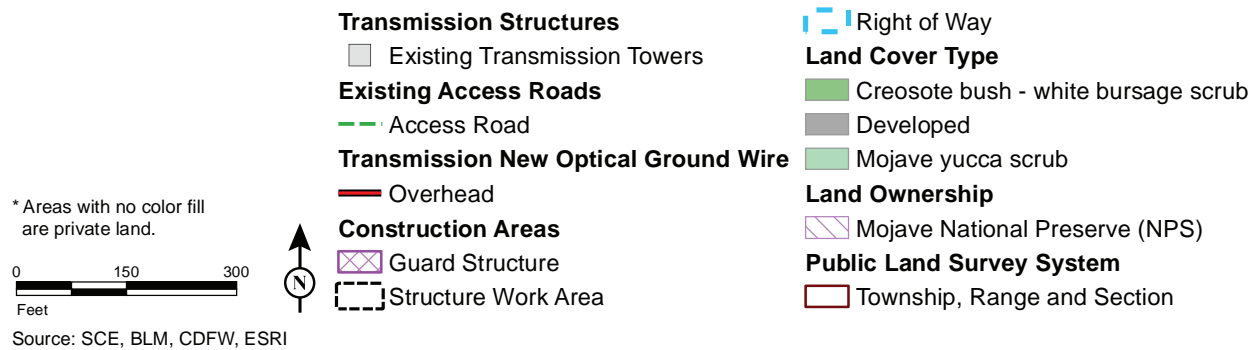 Transmission Structures
Existing Transmission Towers
Existing Access Roads
Access Road
Transmission New Optical Ground Wire
Overhead
Construction Areas
Guard Structure
Structure Work Area
Right of Way
Land Cover Type
Creosote bush - white bursage scrub
Developed
Mojave yucca scrub
Land Ownership
Mojave National Preserve (NPS)
Public Land Survey System
Township, Range and Section
* Areas with no color fill
are private land.
0 150 300
Feet
N
Source: SCE, BLM, CDFW, ESRI